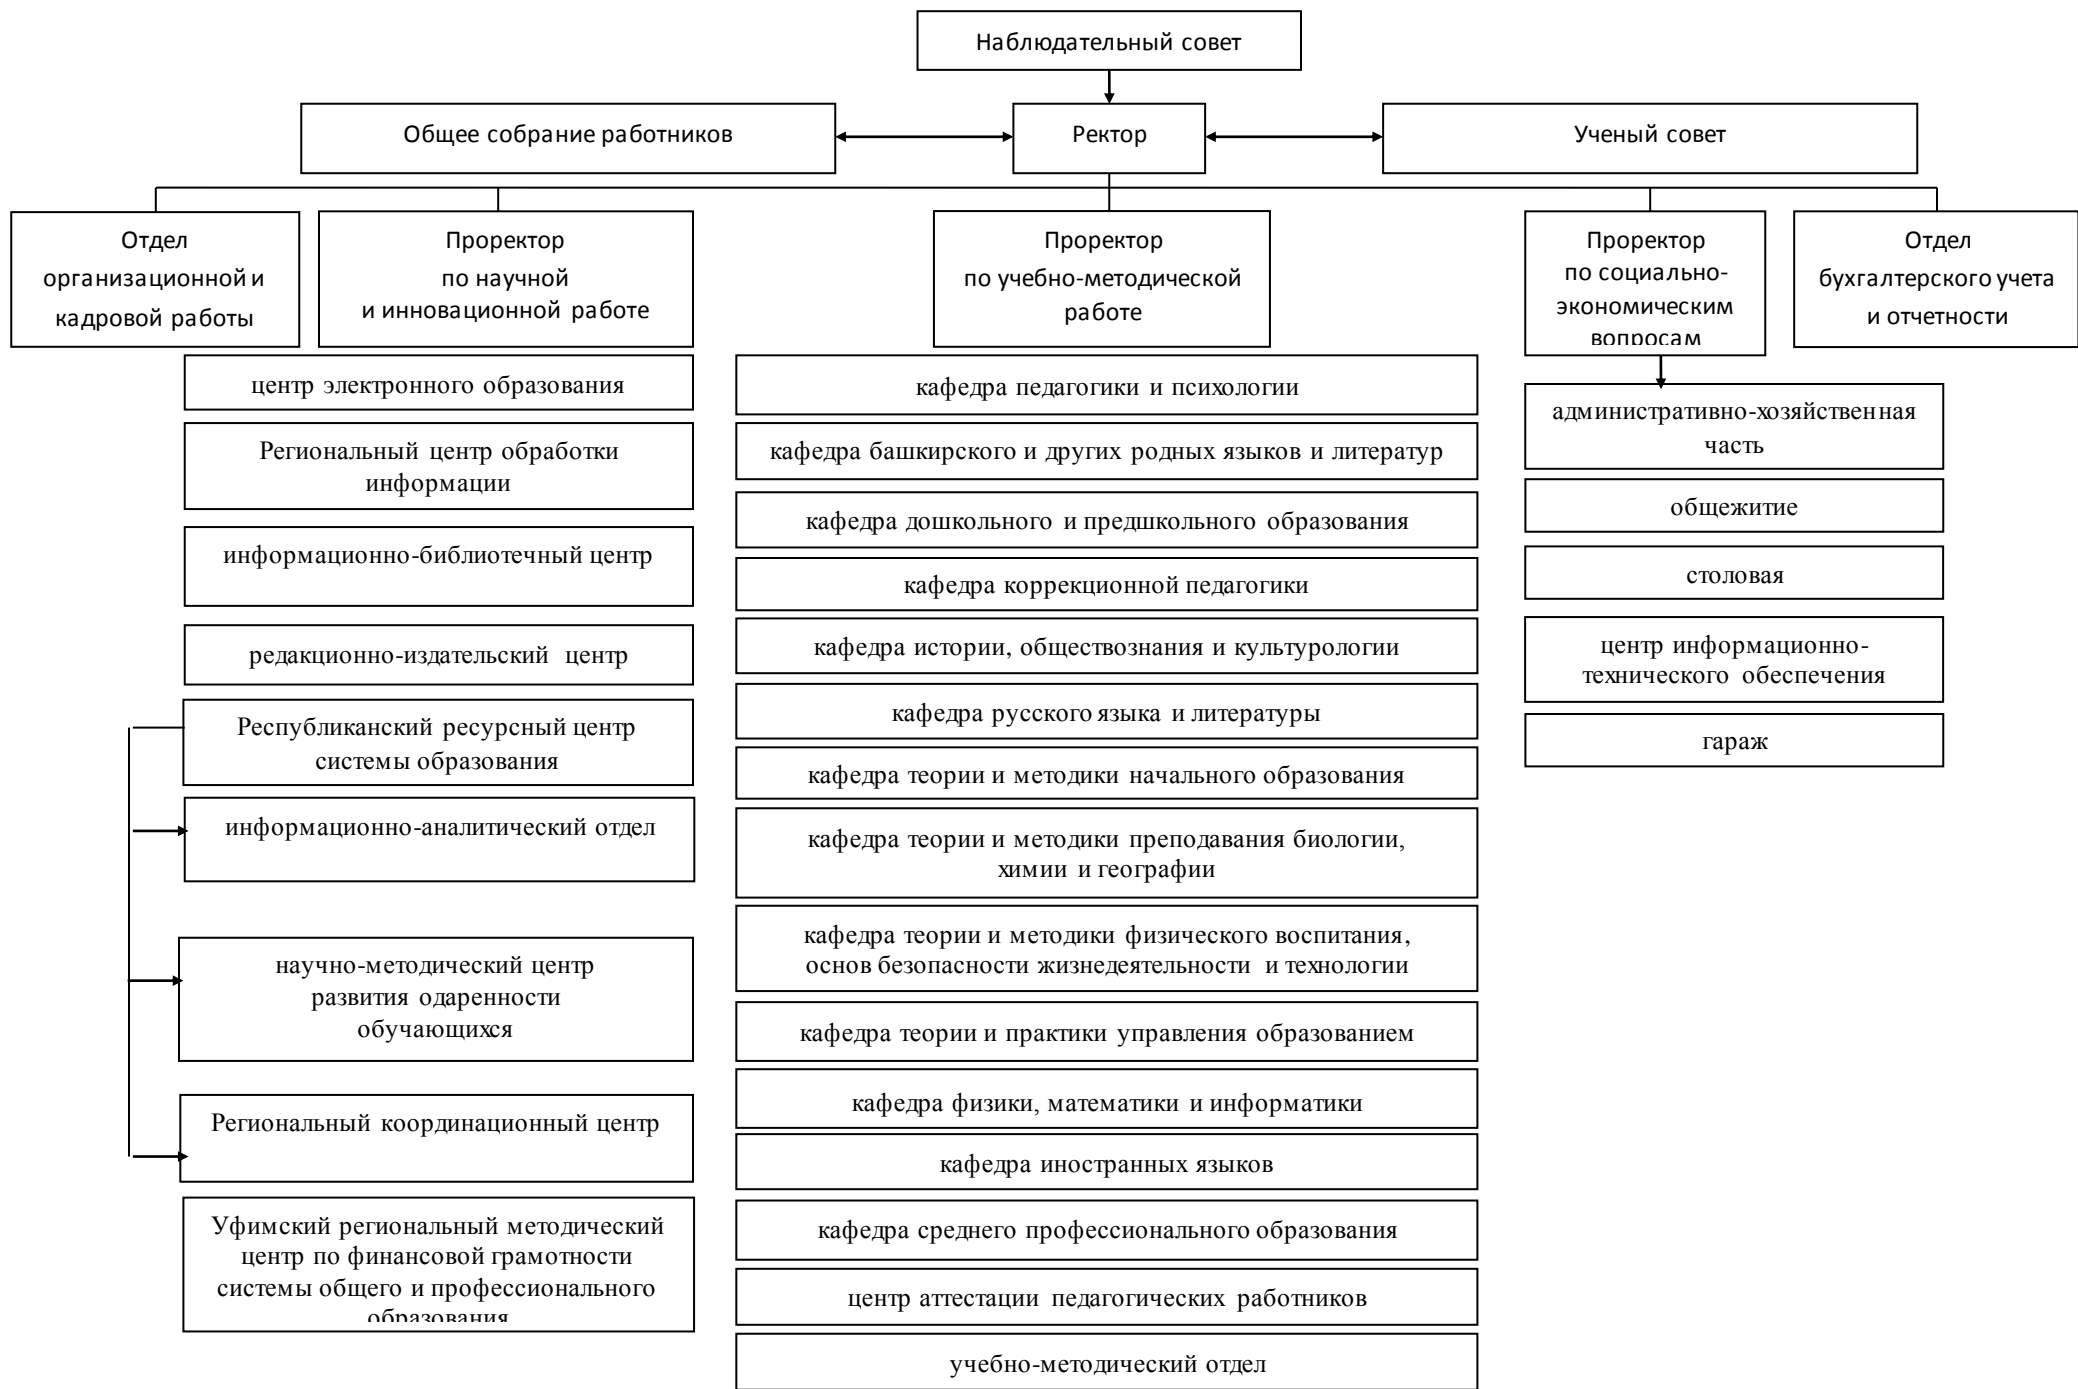 Наблюдательный совет
Общее собрание работников
Ректор
Ученый совет
Отдел
организационной и
кадровой работы
Проректор
по научной
и инновационной работе
Проректор
по учебно-методической
работе
Проректор
по социально-
экономическим
вопросам
Отдел
бухгалтерского учета
и отчетности
центр электронного образования
Региональный центр обработки
информации
информационно-библиотечный центр
редакционно-издательский центр
Республиканский ресурсный центр
системы образования
информационно-аналитический отдел
научно-методический центр
развития одаренности
обучающихся
Региональный координационный центр
Уфимский региональный методический
центр по финансовой грамотности
системы общего и профессионального
образования
кафедра педагогики и психологии
кафедра башкирского и других родных языков и литератур
кафедра дошкольного и предшкольного образования
кафедра коррекционной педагогики
кафедра истории, обществознания и культурологии
кафедра русского языка и литературы
кафедра теории и методики начального образования
кафедра теории и методики преподавания биологии,
химии и географии
кафедра теории и методики физического воспитания,
основ безопасности жизнедеятельности и технологии
кафедра теории и практики управления образованием
кафедра физики, математики и информатики
кафедра иностранных языков
кафедра среднего профессионального образования
центр аттестации педагогических работников
учебно-методический отдел
административно-хозяйственная
часть
общежитие
столовая
центр информационно-
технического обеспечения
гараж